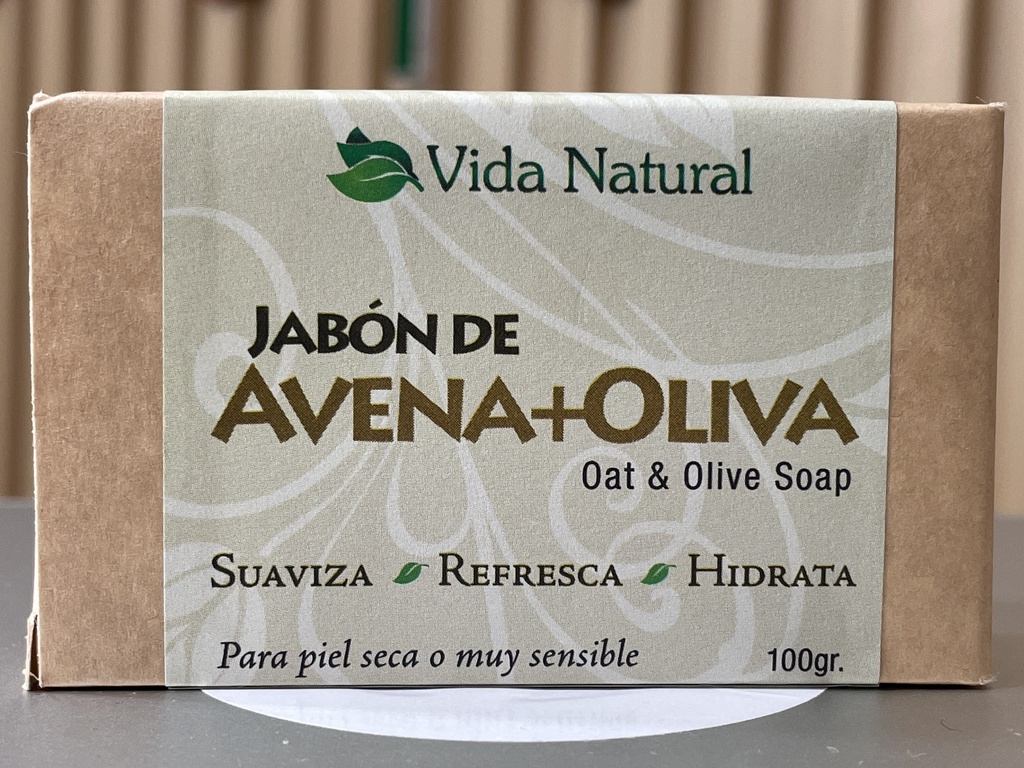 Vida Natural
JABÓN DE
AVENA+OLIVA
Oat & Olive Soap
SUAVIZA REFRESCA HIDRATA
Para piel seca o muy sensible 100gr.